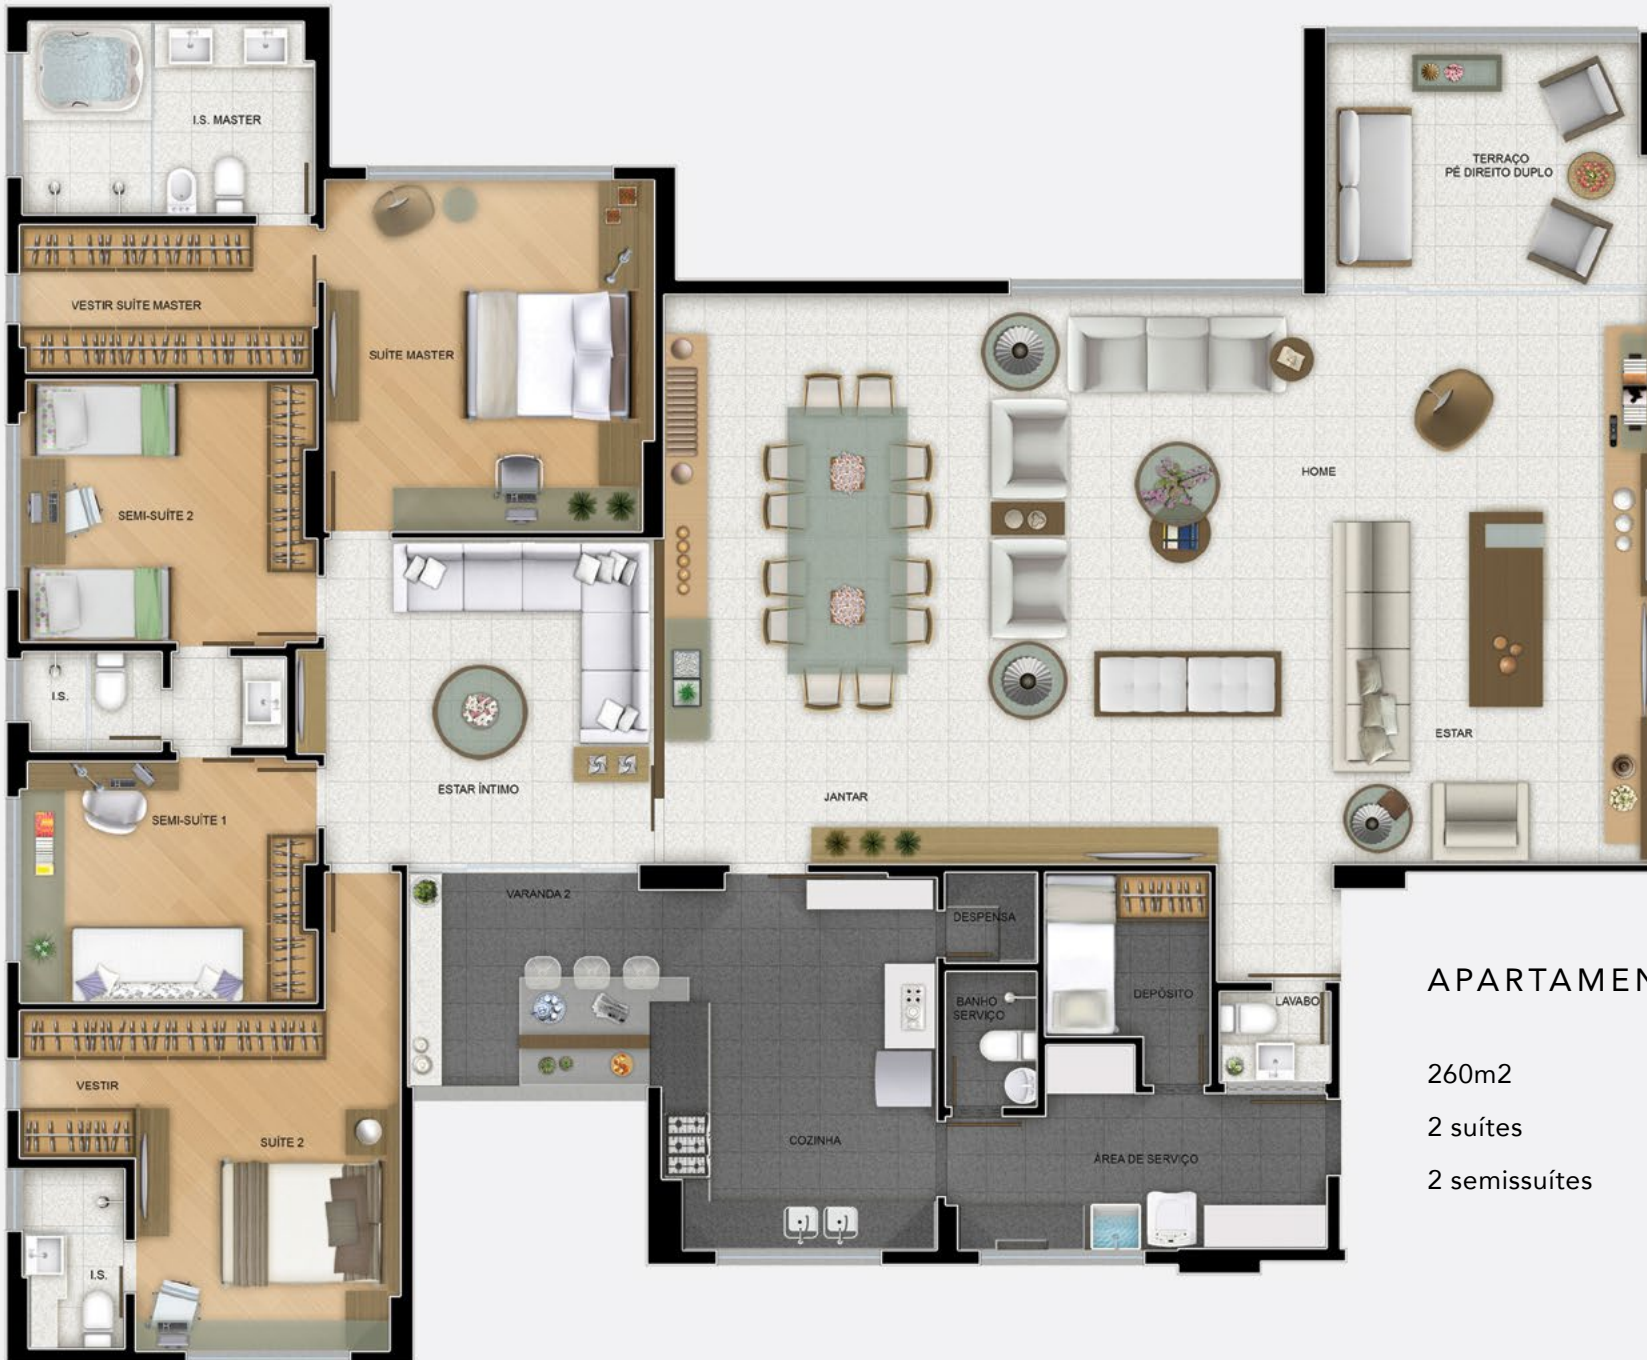 I.S. MASTER
TERRAÇO
PÉ DIREITO DUPLO
VESTIR SUÍTE MASTER
SUÍTE MASTER
HOME
SEMI-SUÍTE 2
I.S.
ESTAR
ESTAR ÍNTIMO
JANTAR
SEMI-SUÍTE 1
VARANDA 2
DESPENSA
DEPÓSITO
BANHO
SERVIÇO
LAVABO
APARTAMEN
260m2
2 suítes
2 semissuítes
VESTIR
SUÍTE 2
COZINHA
ÁREA DE SERVIÇO
I.S.